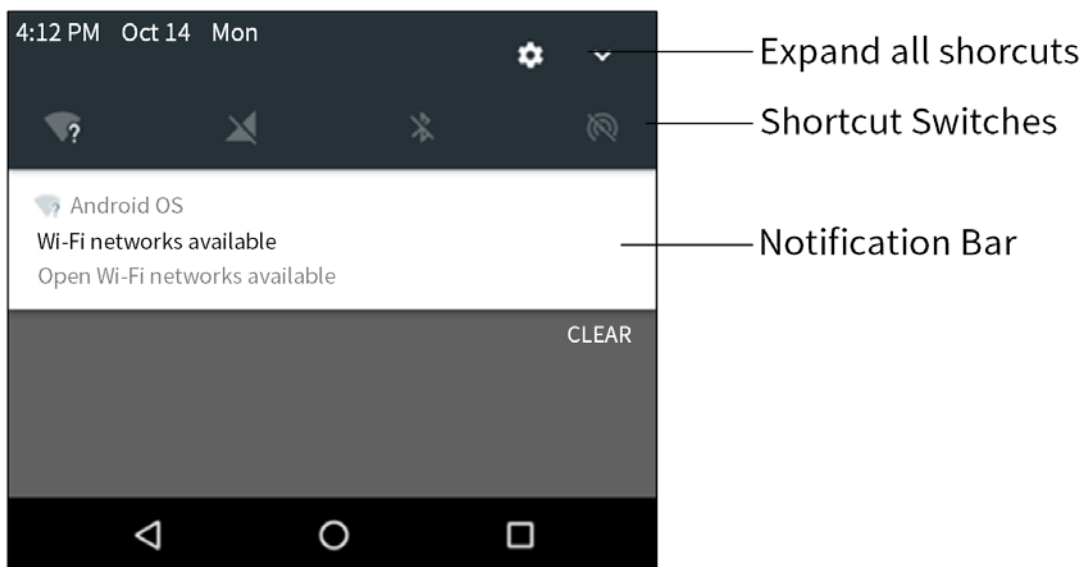 4:12 PM Oct 14 Mon
Expand all shorcuts
Shortcut Switches
Android OS
Wi-Fi networks available
Open Wi-Fi networks available
Notification Bar
CLEAR